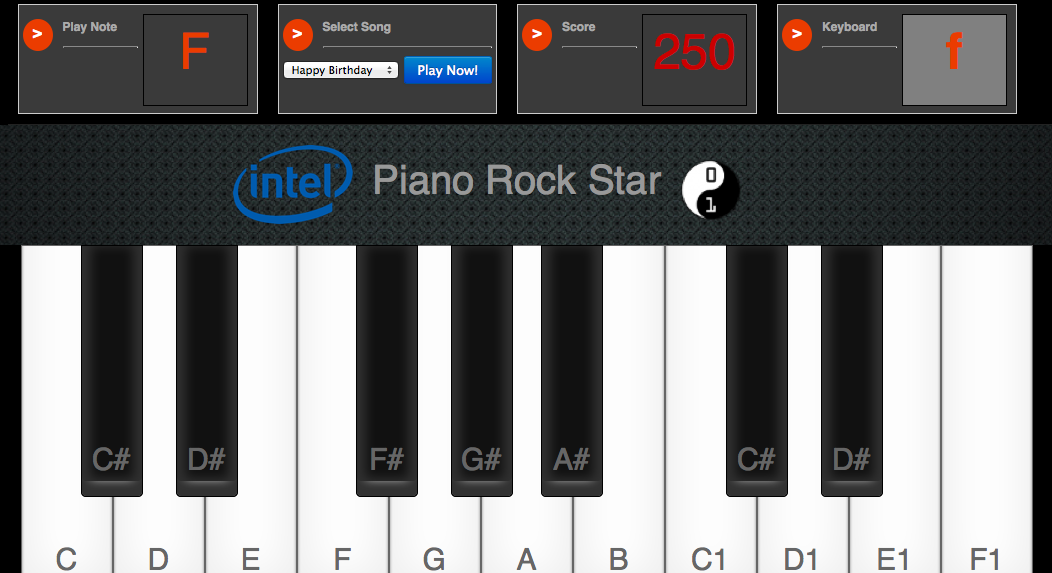 > Play Note
F
> Select Song
Happy Birthday
Play Now!
> Score
250
> Keyboard
f
intel
Piano Rock Star
0
1
C# D# F# G# A# C# D#
C D E F G A B C1 D1 E1 F1